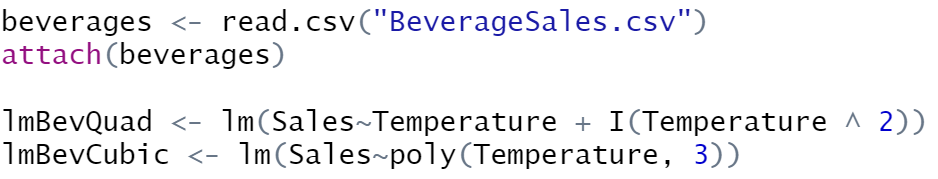 beverages <- read.csv("BeverageSales.csv")
attach(beverages)
lmBevQuad <- lm(Sales~Temperature + I(Temperature ^ 2))
lmBevCubic <- lm(Sales~poly(Temperature, 3))